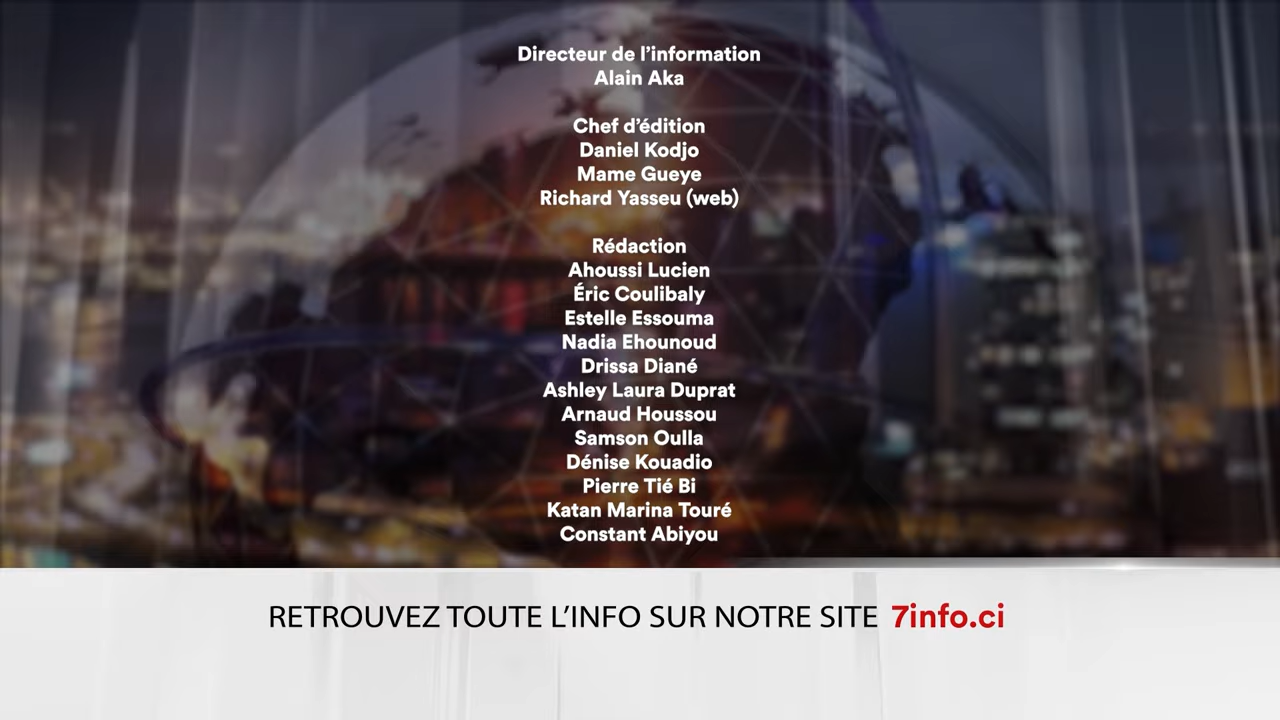 Directeur de l’information
Alain Aka
Chef d’édition
Daniel Kodjo
Mame Gueye
Richard Yasseu (web)
Rédaction
Ahoussi Lucien
Éric Coulibaly
Estelle Essouma
Nadia Ehounoud
Drissa Diané
Ashley Laura Duprat
Arnaud Houssou
Samson Oulla
Dénise Kouadio
Pierre Tié Bi
Katan Marina Touré
Constant Abiyou
RETROUVEZ TOUTE L’INFO SUR NOTRE SITE 7info.ci